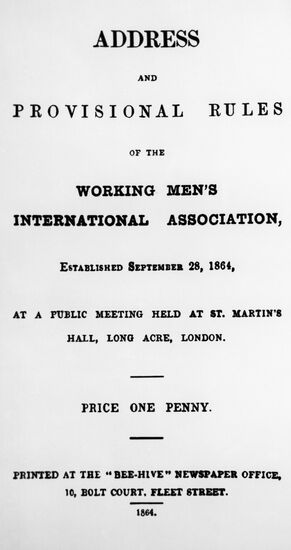 ADDRESS
AND
PROVISIONAL RULES
OF THE
WORKING MEN'S
INTERNATIONAL ASSOCIATION,
ESTABLISHED SEPTEMBER 28, 1864,
AT A PUBLIC MEETING HELD AT ST. MARTIN'S
HALL, LONG ACRE, LONDON.
PRICE ONE PENNY.
PRINTED AT THE "BEE-HIVE" NEWSPAPER OFFICE,
10, BOLT COURT, FLEET STREET.
1864.